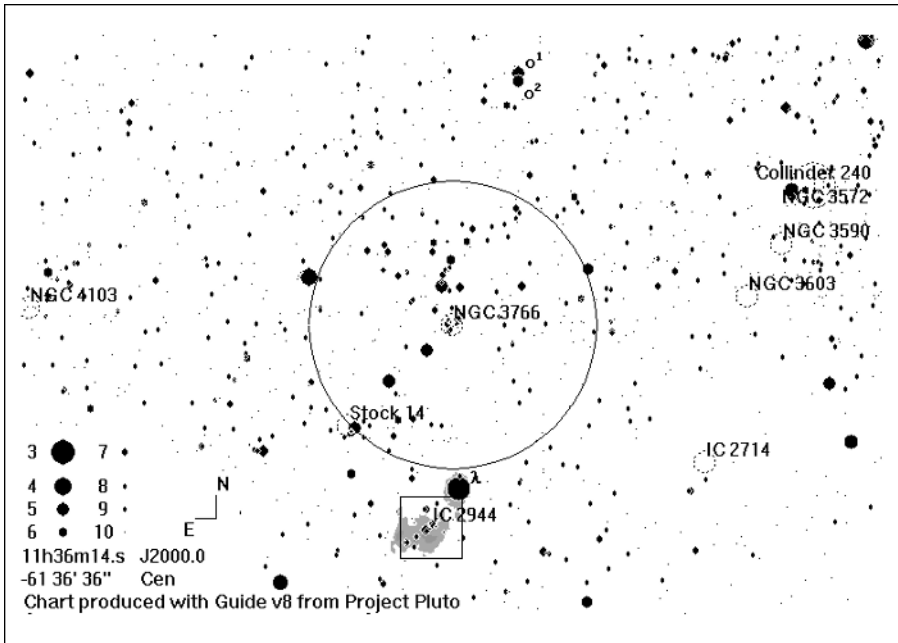 o1
o2
Collinder 240
NGC 3572
NGC 3590
NGC 3603
NGC 4103
NGC 3766
Stock 14
IC 2714
λ
IC 2944
3 7
4 8
5 9
6 10
N
E
11h36m14.s J2000.0
-61 36' 36" Cen
Chart produced with Guide v8 from Project Pluto